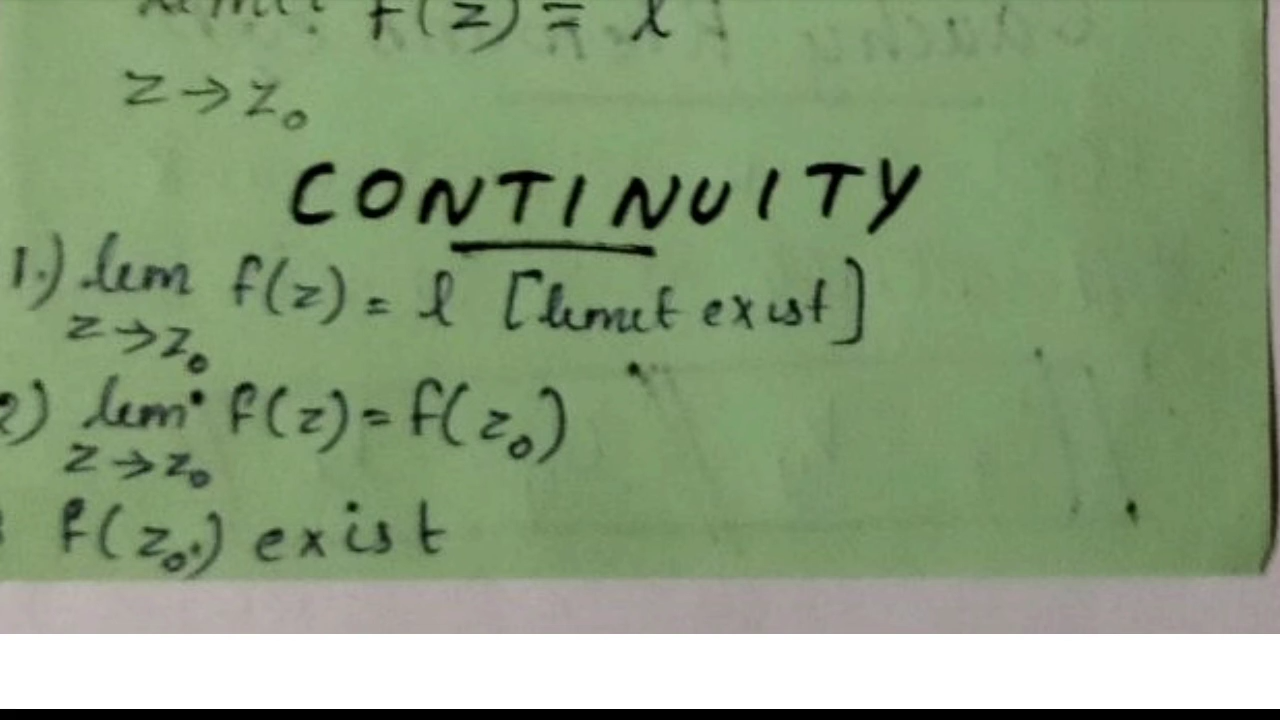 f(z) = l
z→z₀
CONTINUITY
1.) lim f(z) = l [limit exist]
z→z₀
2) lim f(z) = f(z₀)
z→z₀
f(z₀) exist